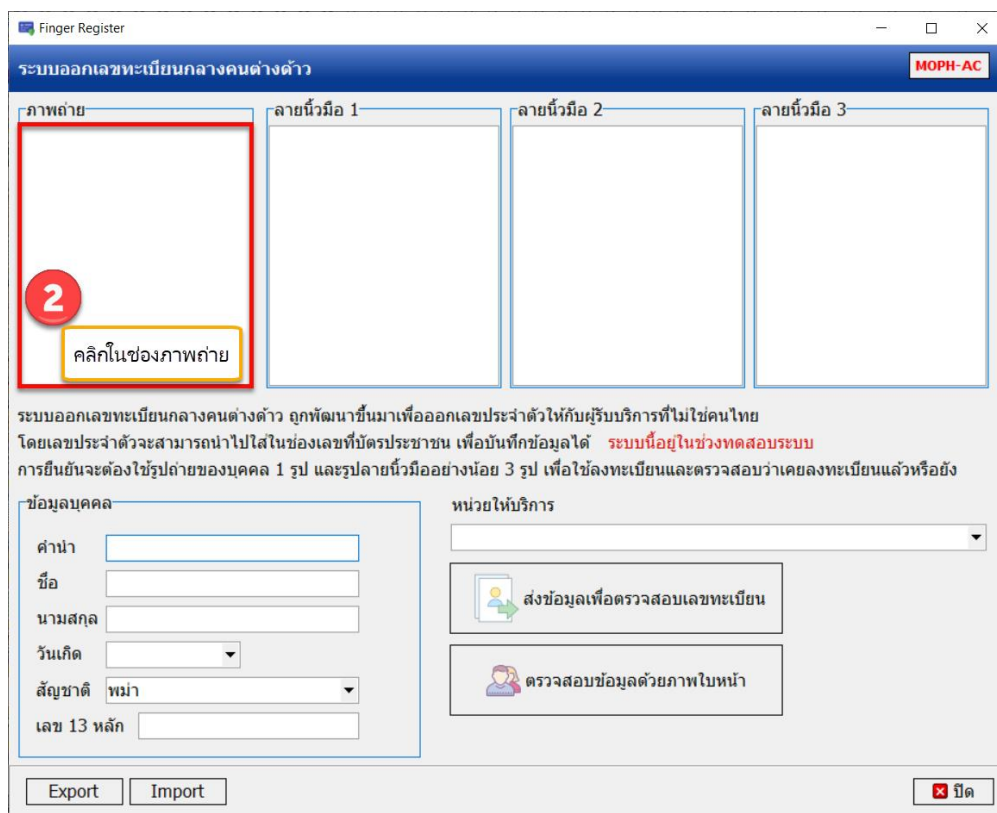 Finger Register
ระบบออกเลขทะเบียนกลางคนต่างด้าว
MOPH-AC
ภาพถ่าย
ลายนิ้วมือ 1
ลายนิ้วมือ 2
ลายนิ้วมือ 3
2
คลิกในช่องภาพถ่าย
ระบบออกเลขทะเบียนกลางคนต่างด้าว ถูกพัฒนาขึ้นมาเพื่อออกเลขประจำตัวให้กับผู้รับบริการที่ไม่ใช่คนไทย
โดยเลขประจำตัวจะสามารถนำไปใส่ในช่องเลขที่บัตรประชาชน เพื่อบันทึกข้อมูลได้ ระบบนี้อยู่ในช่วงทดสอบระบบ
การยืนยันจะต้องใช้รูปถ่ายของบุคคล 1 รูป และรูปลายนิ้วมืออย่างน้อย 3 รูป เพื่อใช้ลงทะเบียนและตรวจสอบว่าเคยลงทะเบียนแล้วหรือยัง
ข้อมูลบุคคล
คำนำ
ชื่อ
นามสกุล
วันเกิด
สัญชาติ พม่า
เลข 13 หลัก
หน่วยให้บริการ
ส่งข้อมูลเพื่อตรวจสอบเลขทะเบียน
ตรวจสอบข้อมูลด้วยภาพใบหน้า
Export
Import
ปิด